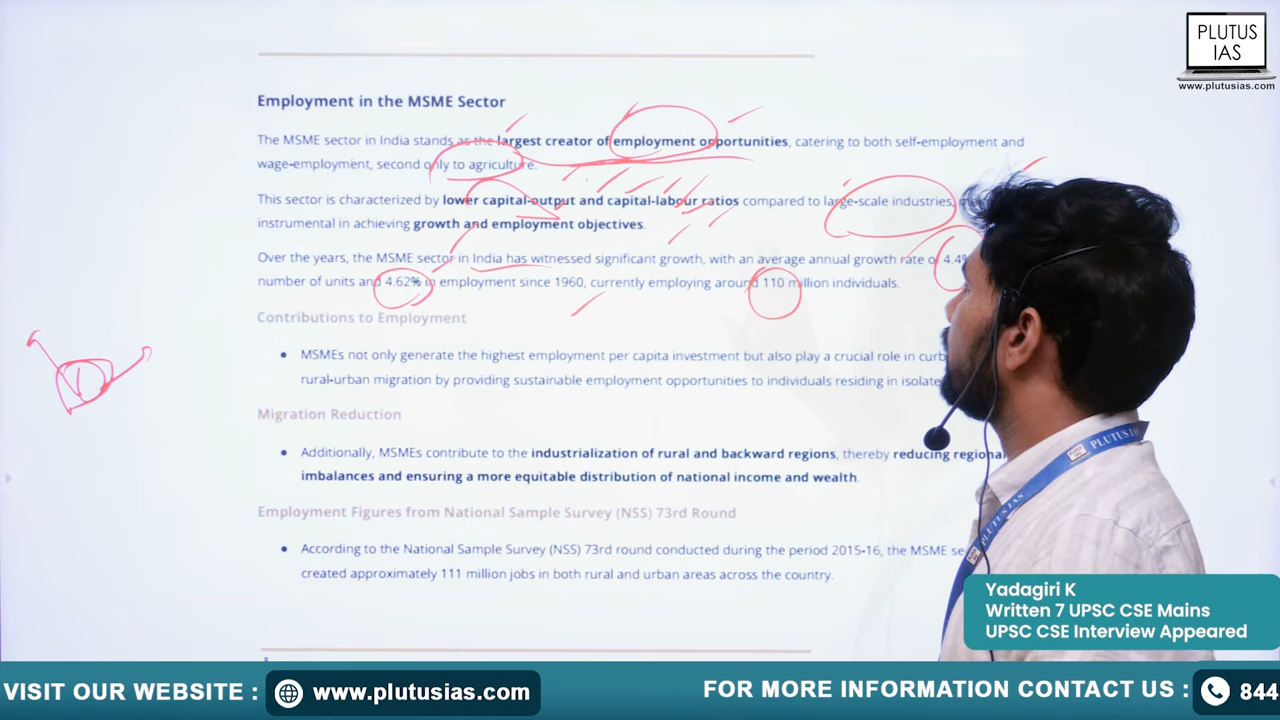 PLUTUS
IAS
www.plutusias.com
Employment in the MSME Sector
The MSME sector in India stands as the largest creator of employment opportunities, catering to both self-employment and
wage-employment, second only to agriculture.
This sector is characterized by lower capital-output and capital-labour ratios compared to large-scale industries,
instrumental in achieving growth and employment objectives.
Over the years, the MSME sector in India has witnessed significant growth, with an average annual growth rate of 4.4
number of units and 4.62% in employment since 1960, currently employing around 110 million individuals.
Contributions to Employment
• MSMEs not only generate the highest employment per capita investment but also play a crucial role in curb
rural-urban migration by providing sustainable employment opportunities to individuals residing in isolate
Migration Reduction
• Additionally, MSMEs contribute to the industrialization of rural and backward regions, thereby reducing regional
imbalances and ensuring a more equitable distribution of national income and wealth.
Employment Figures from National Sample Survey (NSS) 73rd Round
• According to the National Sample Survey (NSS) 73rd round conducted during the period 2015-16, the MSME se
created approximately 111 million jobs in both rural and urban areas across the country.
PLUTUS IAS
PLUTUS IAS
Yadagiri K
Written 7 UPSC CSE Mains
UPSC CSE Interview Appeared
VISIT OUR WEBSITE : www.plutusias.com
FOR MORE INFORMATION CONTACT US : 844